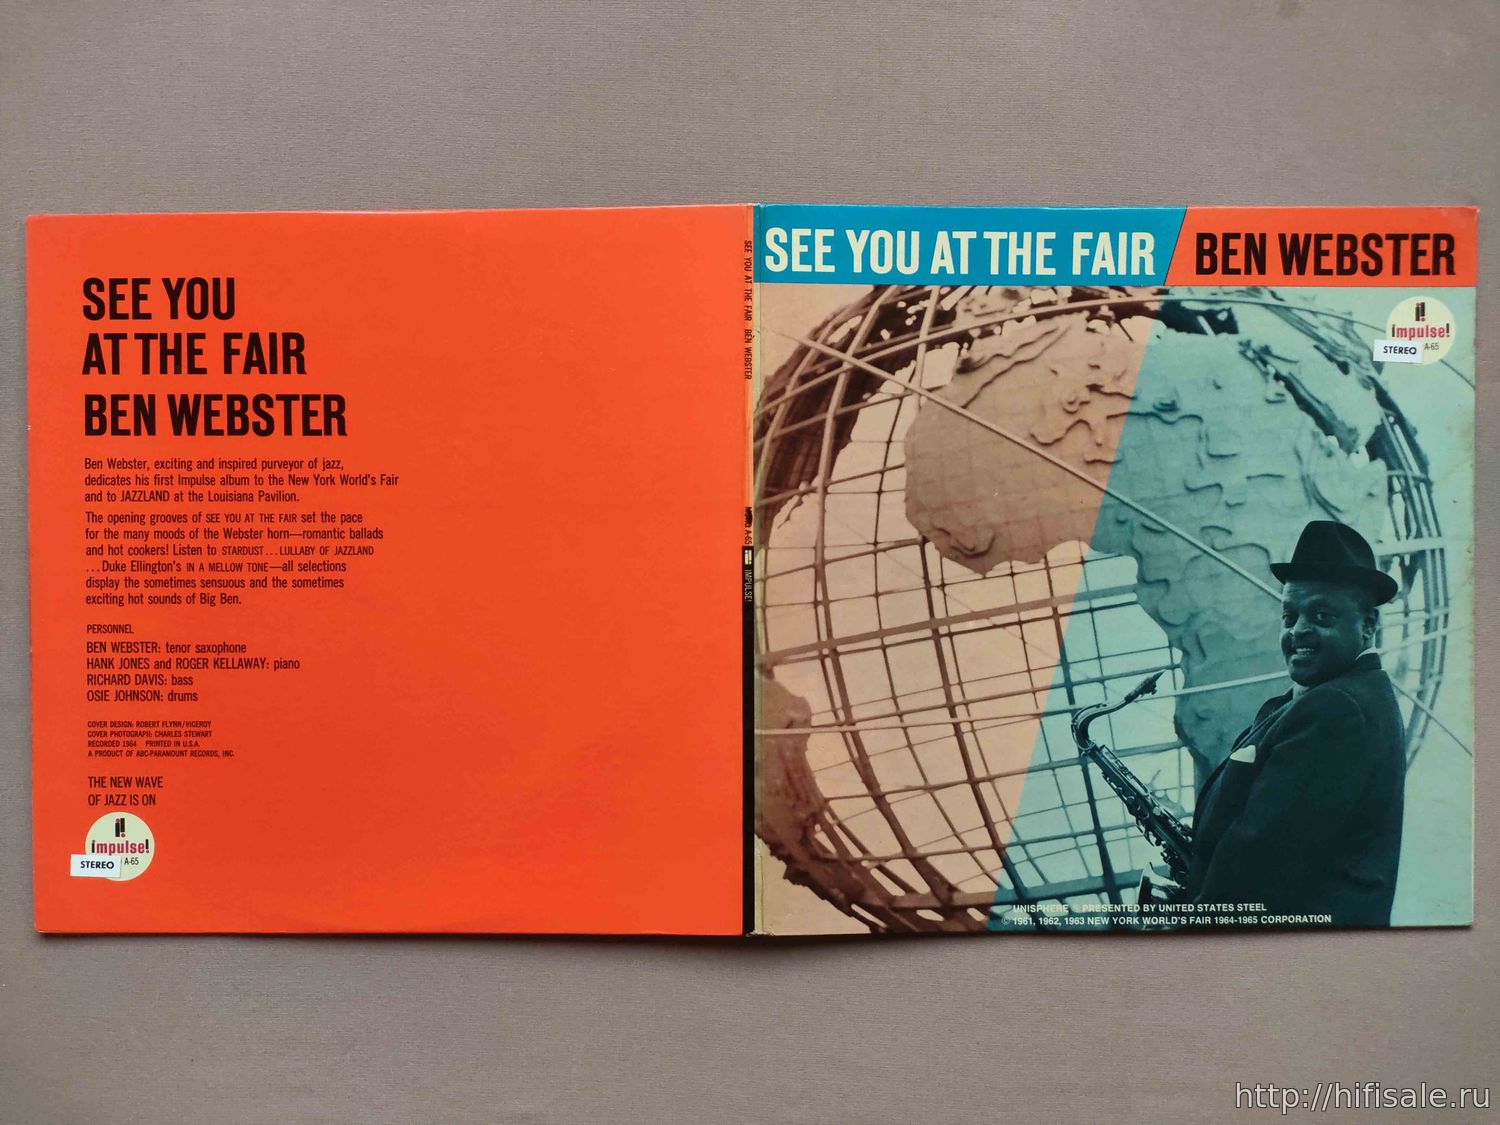 SEE YOU
AT THE FAIR
BEN WEBSTER
Ben Webster, exciting and inspired purveyor of jazz,
dedicates his first Impulse album to the New York World's Fair
and to JAZZLAND at the Louisiana Pavilion.
The opening grooves of SEE YOU AT THE FAIR set the pace
for the many moods of the Webster horn—romantic ballads
and hot cookers! Listen to STARDUST...LULLABY OF JAZZLAND
...Duke Ellington's IN A MELLOW TONE—all selections
display the sometimes sensuous and the sometimes
exciting hot sounds of Big Ben.
PERSONNEL
BEN WEBSTER: tenor saxophone
HANK JONES and ROGER KELLAWAY: piano
RICHARD DAVIS: bass
OSIE JOHNSON: drums
COVER DESIGN: ROBERT FLYNN/VICEROY
COVER PHOTOGRAPH: CHARLES STEWART
RECORDED 1964 PRINTED IN U.S.A.
A PRODUCT OF ABC-PARAMOUNT RECORDS, INC.
THE NEW WAVE
OF JAZZ IS ON
impulse!
STEREO A-65
SEE YOU AT THE FAIR BEN WEBSTER
A-65 IMPULSE!
SEE YOU AT THE FAIR BEN WEBSTER
impulse!
STEREO A-65
UNISPHERE ® PRESENTED BY UNITED STATES STEEL
© 1961, 1962, 1963 NEW YORK WORLD'S FAIR 1964-1965 CORPORATION
http://hifisale.ru